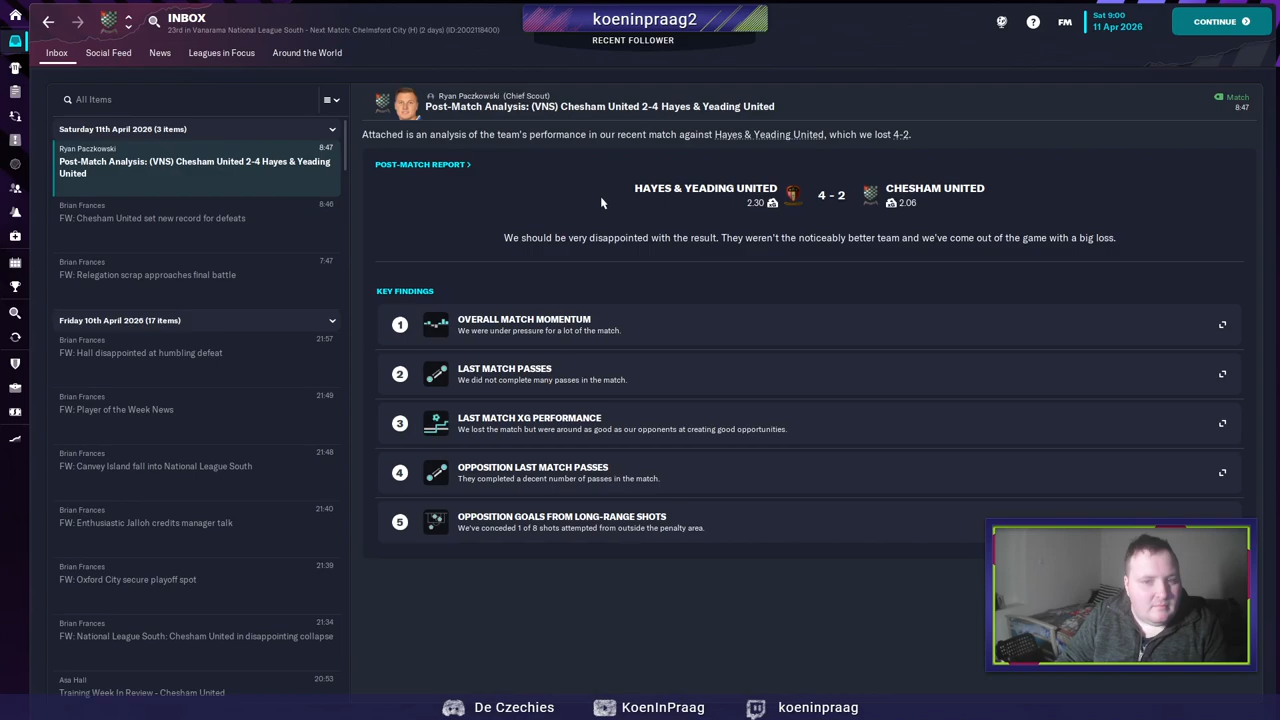 INBOX
23rd in Vanarama National League South - Next Match: Chelmsford City (H) (2 days) (ID:2002118400)
koeninpraag2
RECENT FOLLOWER
FM
Sat 9:00
11 Apr 2026
CONTINUE
Inbox
Social Feed
News
Leagues in Focus
Around the World
All Items
Saturday 11th April 2026 (3 items)
Ryan Paczkowski
8:47
Post-Match Analysis: (VNS) Chesham United 2-4 Hayes & Yeading
United
Brian Frances
8:46
FW: Chesham United set new record for defeats
Brian Frances
7:47
FW: Relegation scrap approaches final battle
Friday 10th April 2026 (17 items)
Brian Frances
21:57
FW: Hall disappointed at humbling defeat
Brian Frances
21:49
FW: Player of the Week News
Brian Frances
21:48
FW: Canvey Island fall into National League South
Brian Frances
21:40
FW: Enthusiastic Jalloh credits manager talk
Brian Frances
21:39
FW: Oxford City secure playoff spot
Brian Frances
21:34
FW: National League South: Chesham United in disappointing collapse
Asa Hall
20:53
Training Week In Review - Chesham United
Ryan Paczkowski (Chief Scout)
Post-Match Analysis: (VNS) Chesham United 2-4 Hayes & Yeading United
Match
8:47
Attached is an analysis of the team's performance in our recent match against Hayes & Yeading United, which we lost 4-2.
POST-MATCH REPORT >
HAYES & YEADING UNITED
2.30
4 - 2
CHESHAM UNITED
2.06
We should be very disappointed with the result. They weren't the noticeably better team and we've come out of the game with a big loss.
KEY FINDINGS
1
OVERALL MATCH MOMENTUM
We were under pressure for a lot of the match.
2
LAST MATCH PASSES
We did not complete many passes in the match.
3
LAST MATCH XG PERFORMANCE
We lost the match but were around as good as our opponents at creating good opportunities.
4
OPPOSITION LAST MATCH PASSES
They completed a decent number of passes in the match.
5
OPPOSITION GOALS FROM LONG-RANGE SHOTS
We've conceded 1 of 8 shots attempted from outside the penalty area.
De Czechies
KoenInPraag
koeninpraag